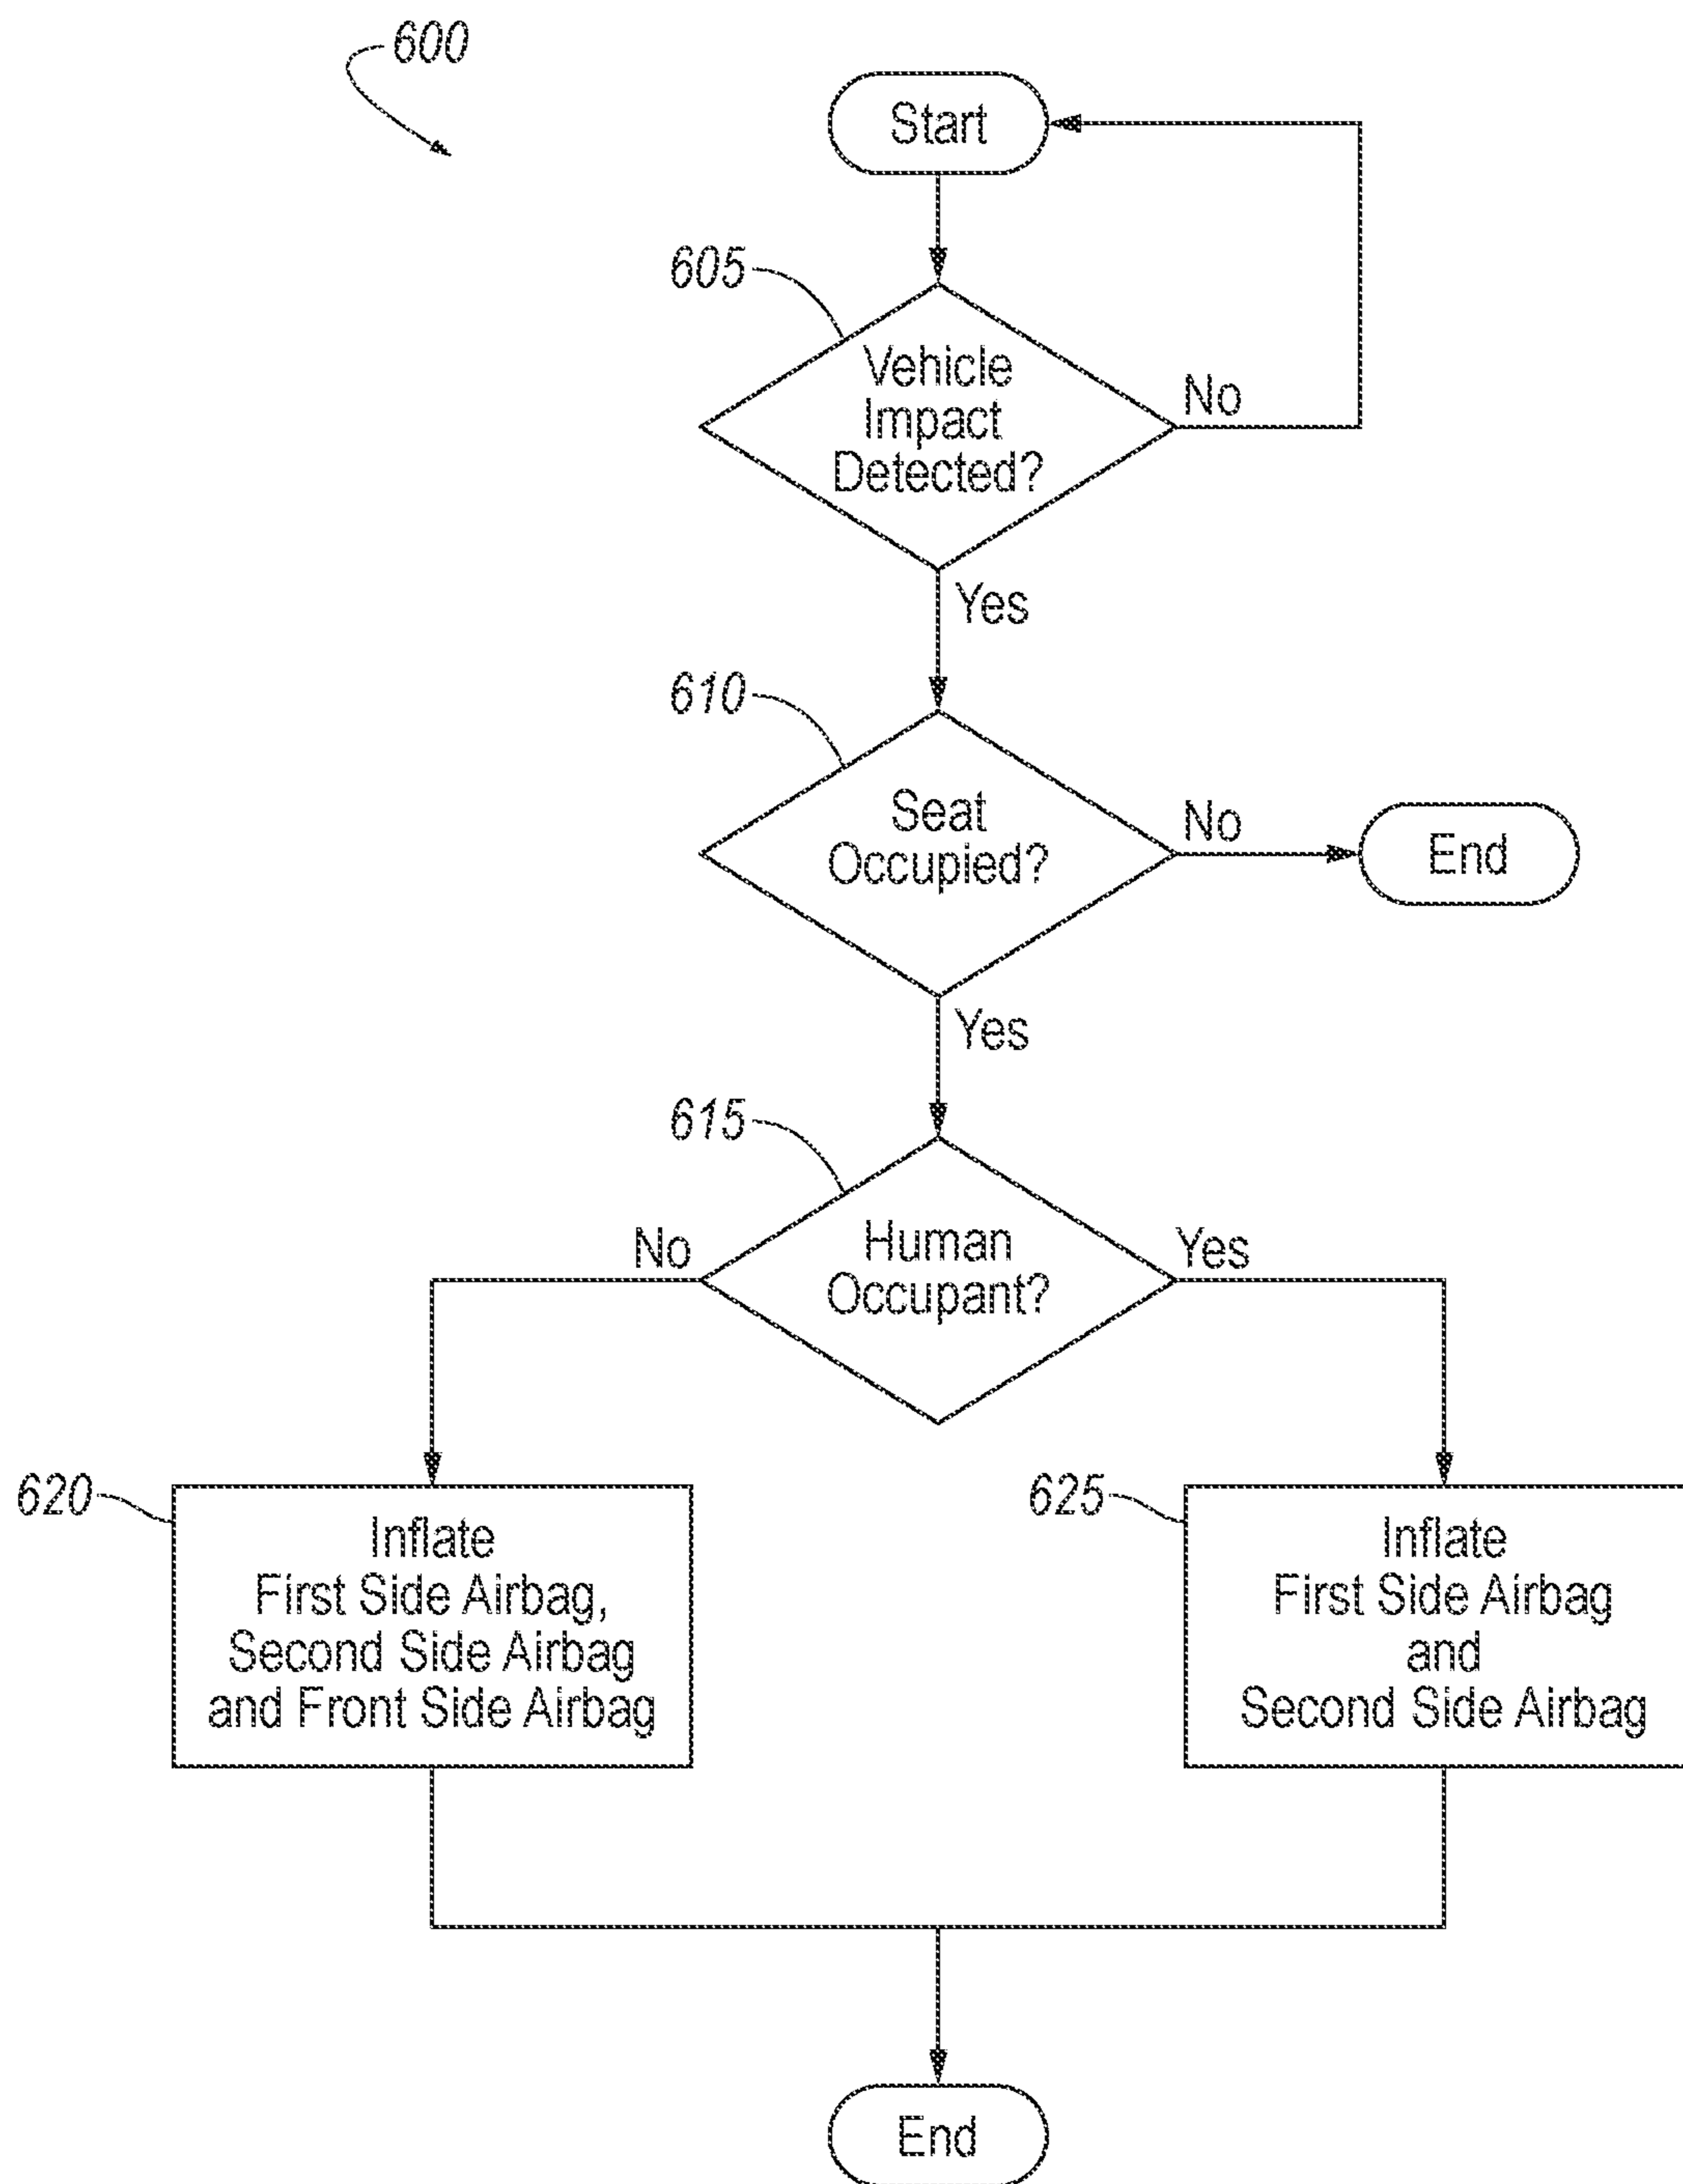 600
Start
605
Vehicle
Impact
Detected?
No
Yes
610
Seat
Occupied?
No
End
Yes
615
Human
Occupant?
No
Yes
620
Inflate
First Side Airbag,
Second Side Airbag
and Front Side Airbag
625
Inflate
First Side Airbag
and
Second Side Airbag
End